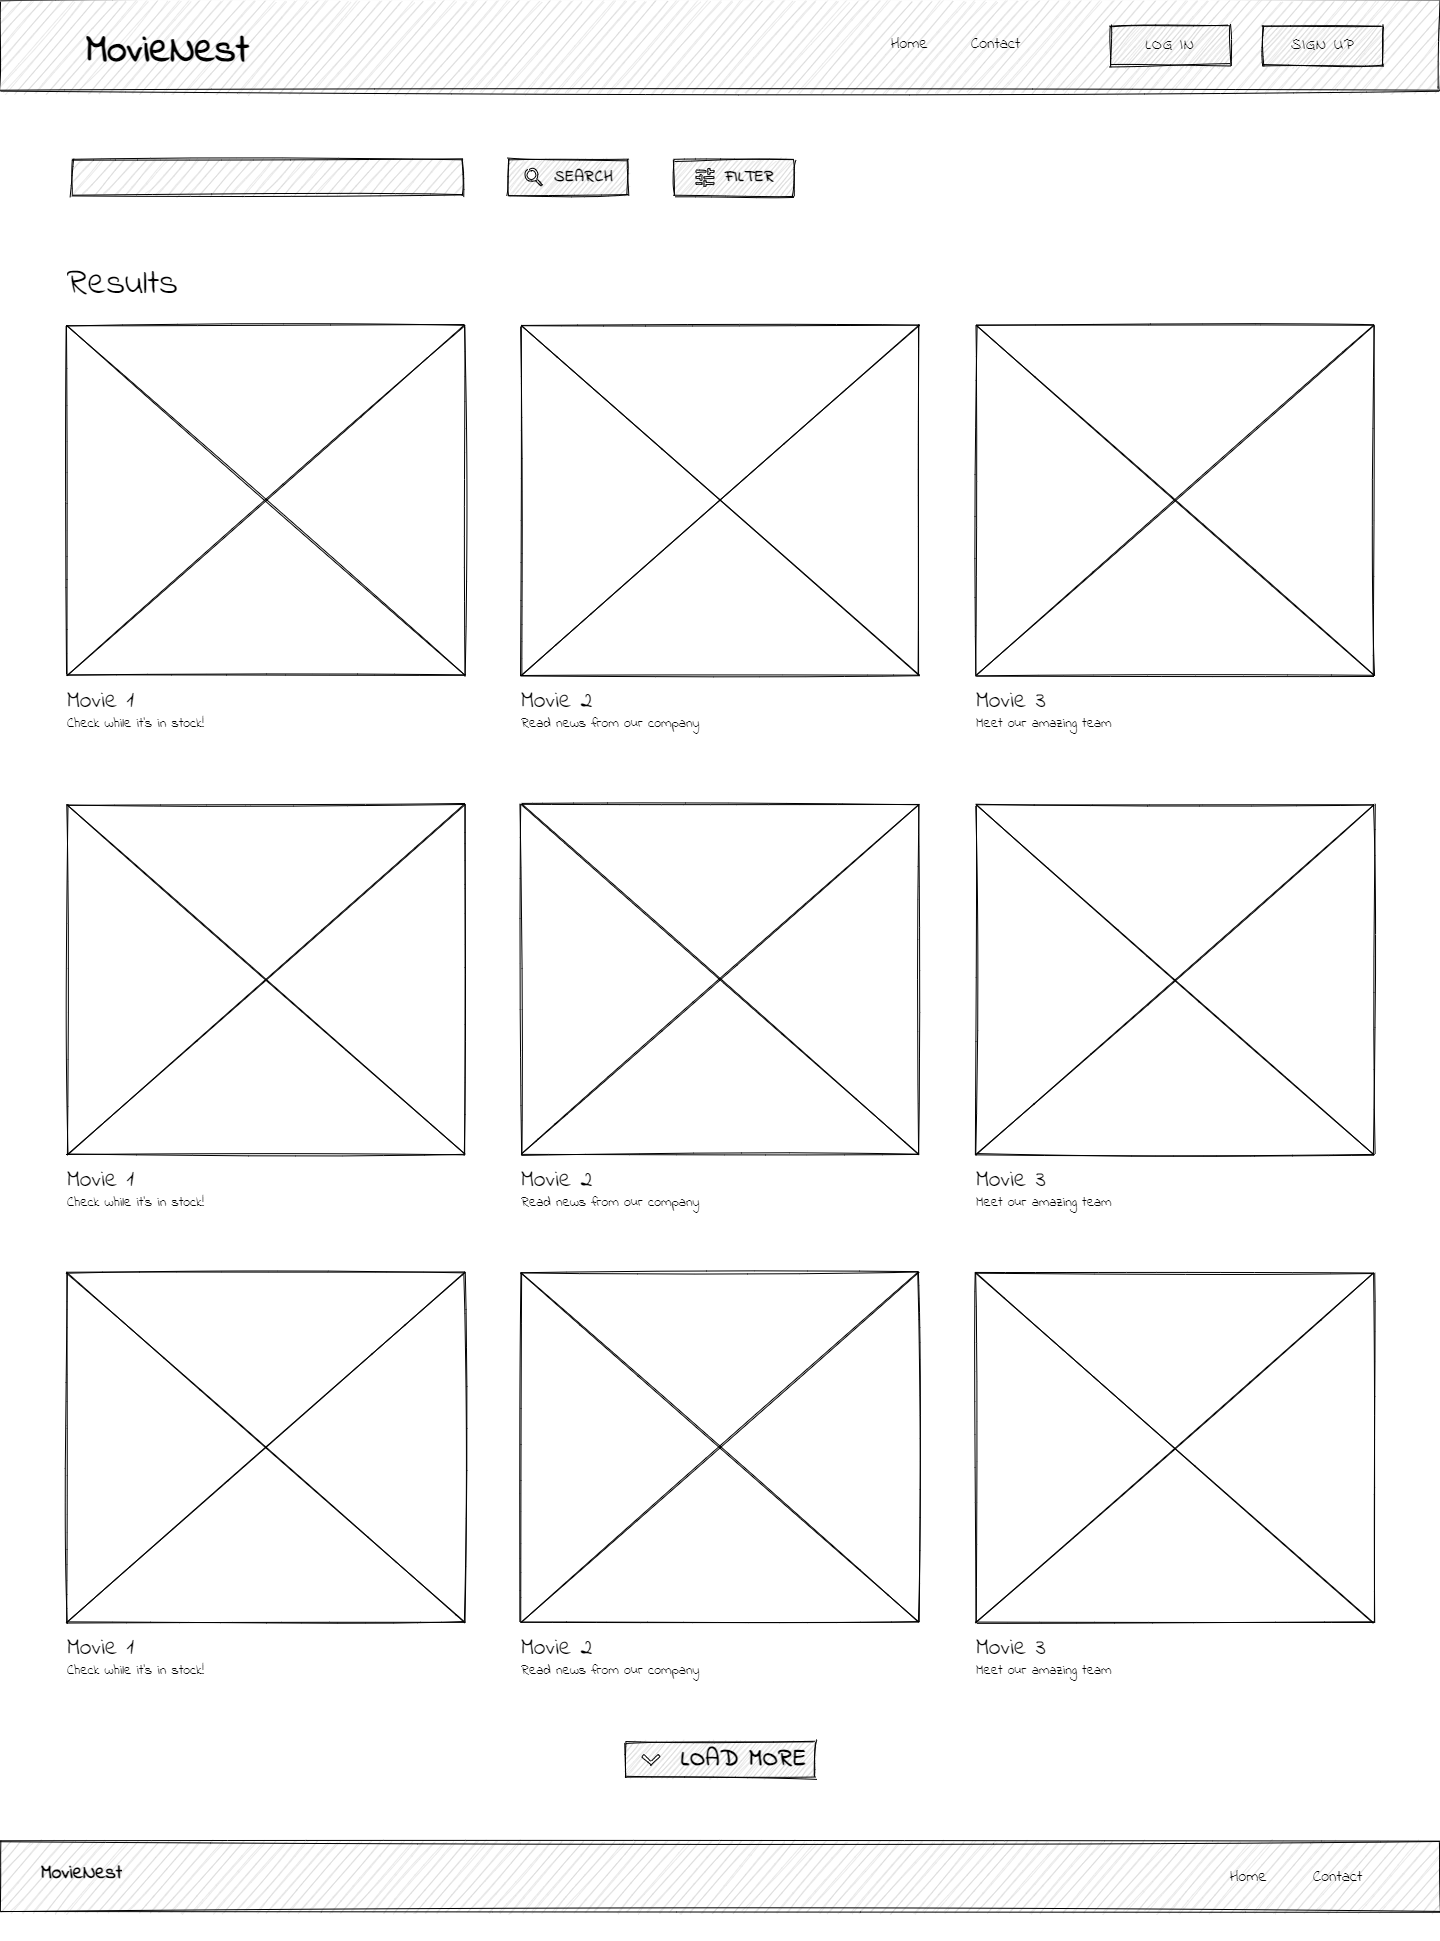 MovieNest
Home
Contact
LOG IN
SIGN UP
SEARCH
FILTER
Results
Movie 1
Check while it's in stock!
Movie 2
Read news from our company
Movie 3
Meet our amazing team
Movie 1
Check while it's in stock!
Movie 2
Read news from our company
Movie 3
Meet our amazing team
Movie 1
Check while it's in stock!
Movie 2
Read news from our company
Movie 3
Meet our amazing team
LOAD MORE
MovieNest
Home
Contact